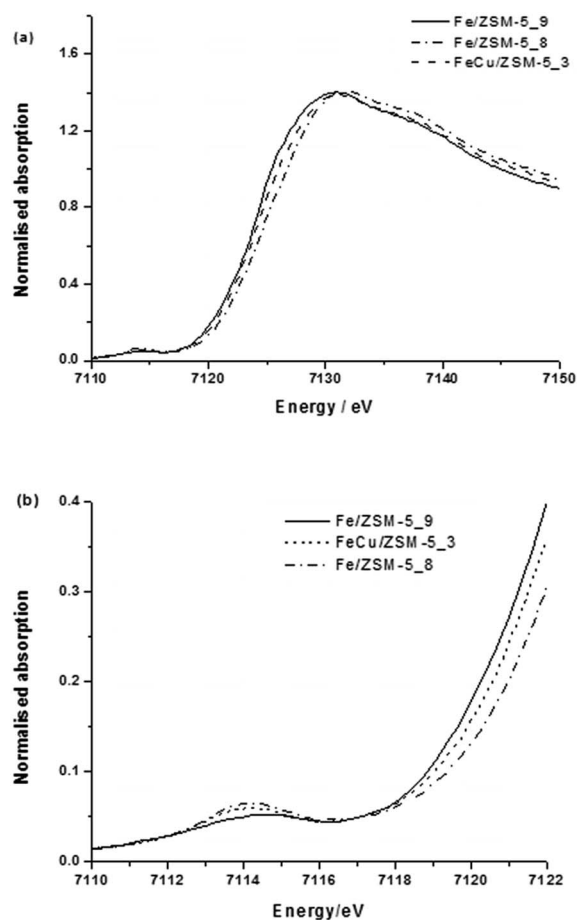 (a)
Fe/ZSM-5_9
Fe/ZSM-5_8
FeCu/ZSM-5_3
Normalised absorption
1.6
1.2
0.8
0.4
0.0
7110 7120 7130 7140 7150
Energy / eV
(b)
Fe/ZSM-5_9
FeCu/ZSM-5_3
Fe/ZSM-5_8
Normalised absorption
0.4
0.3
0.2
0.1
0.0
7110 7112 7114 7116 7118 7120 7122
Energy/eV